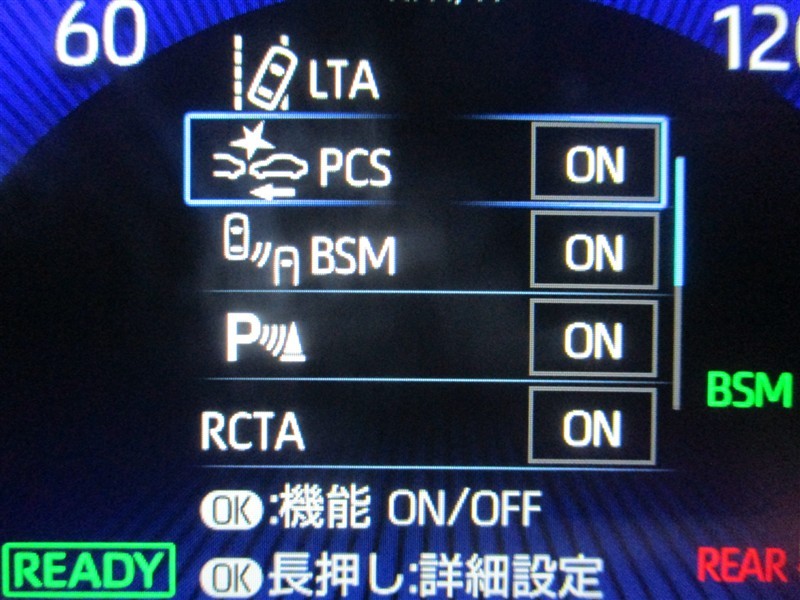 60
120
LTA
PCS ON
BSM ON
P ON
BSM
RCTA ON
OK:機能 ON/OFF
READY
OK長押し:詳細設定
REAR